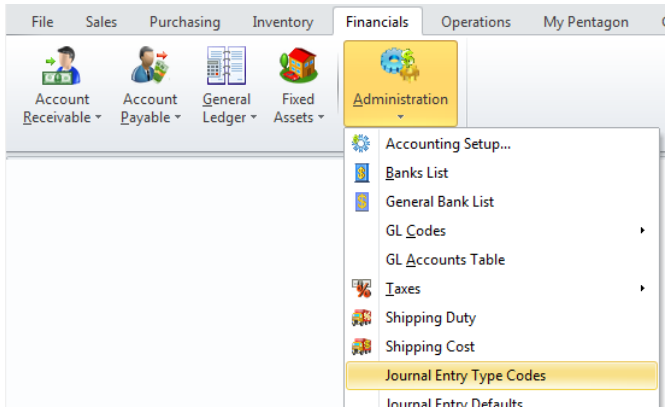 File Sales Purchasing Inventory Financials Operations My Pentagon
Account Receivable
Account Payable
General Ledger
Fixed Assets
Administration
Accounting Setup...
Banks List
General Bank List
GL Codes
GL Accounts Table
Taxes
Shipping Duty
Shipping Cost
Journal Entry Type Codes
Journal Entry Defaults